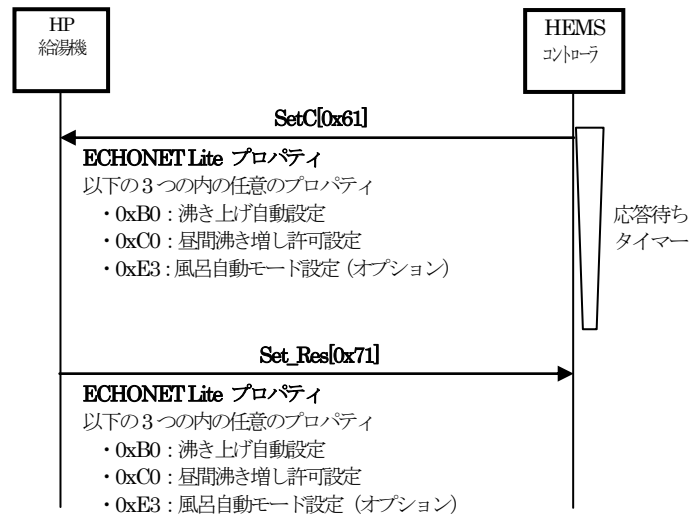 HP
給湯機
HEMS
コントローラ
SetC[0x61]
ECHONET Lite プロパティ
以下の3つの内の任意のプロパティ
・0xB0：沸き上げ自動設定
・0xC0：昼間沸き増し許可設定
・0xE3：風呂自動モード設定（オプション）
応答待ち
タイマー
Set_Res[0x71]
ECHONET Lite プロパティ
以下の3つの内の任意のプロパティ
・0xB0：沸き上げ自動設定
・0xC0：昼間沸き増し許可設定
・0xE3：風呂自動モード設定（オプション）